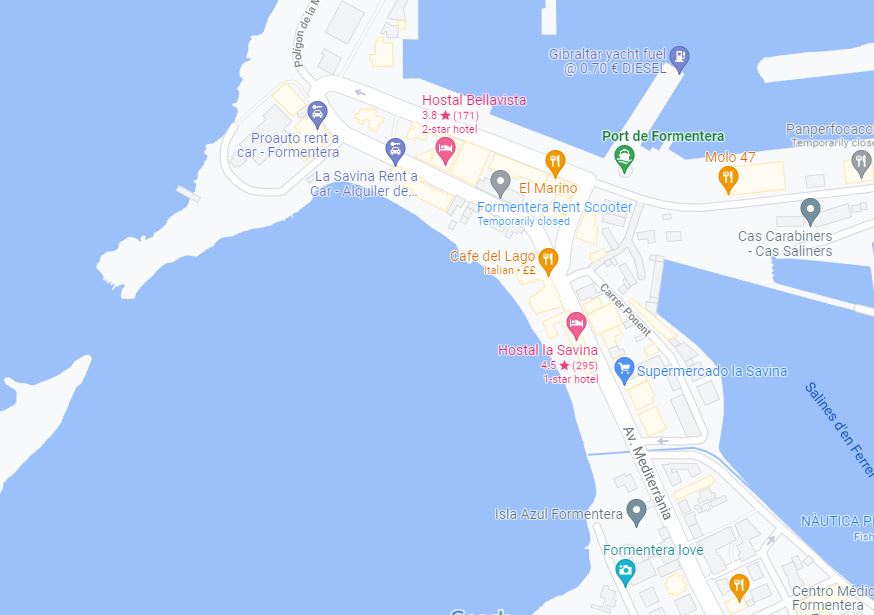 Polígon de la M
Gibraltar yacht fuel
@ 0.70 € DIESEL
Hostal Bellavista
3.8 ★ (171)
2-star hotel
Proauto rent a
car - Formentera
Port de Formentera
Panperfocacc
Temporarily close
Molo 47
La Savina Rent a
Car - Alquiler de...
El Marino
Formentera Rent Scooter
Temporarily closed
Cas Carabiners
- Cas Saliners
Cafe del Lago
Italian • ££
Carrer Ponent
Hostal la Savina
4.5 ★ (295)
1-star hotel
Supermercado la Savina
Salines d'en Ferrer
Av. Mediterrània
Isla Azul Formentera
NÀUTICA P
Fish
Formentera love
Centro Médic
Formentera
Google